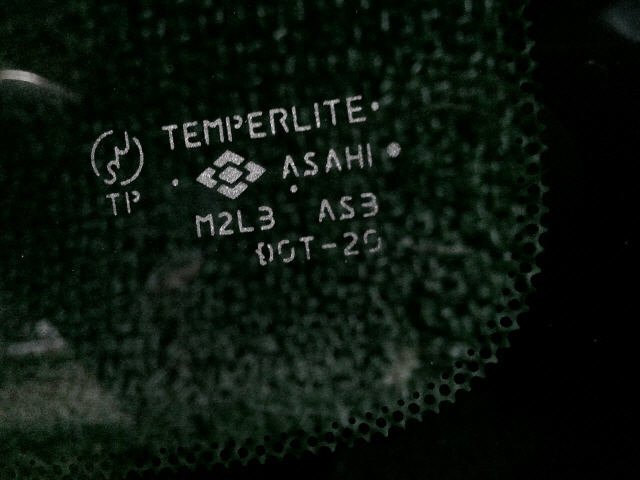 TEMPERLITE
TP ASAHI
M2L3 AS3
DOT-20